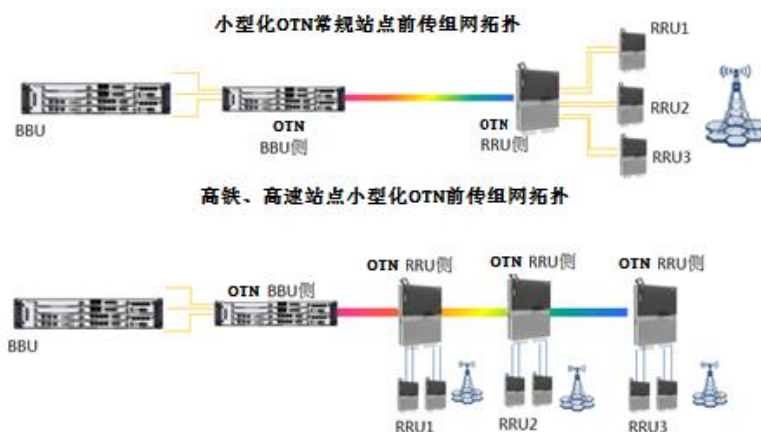 小型化OTN常规站点前传组网拓扑
RRU1
BBU
OTN
BBU侧
OTN
RRU侧
RRU2
RRU3
高铁、高速站点小型化OTN前传组网拓扑
OTN RRU侧
OTN RRU侧
OTN RRU侧
OTN BBU侧
BBU
RRU1
RRU2
RRU3